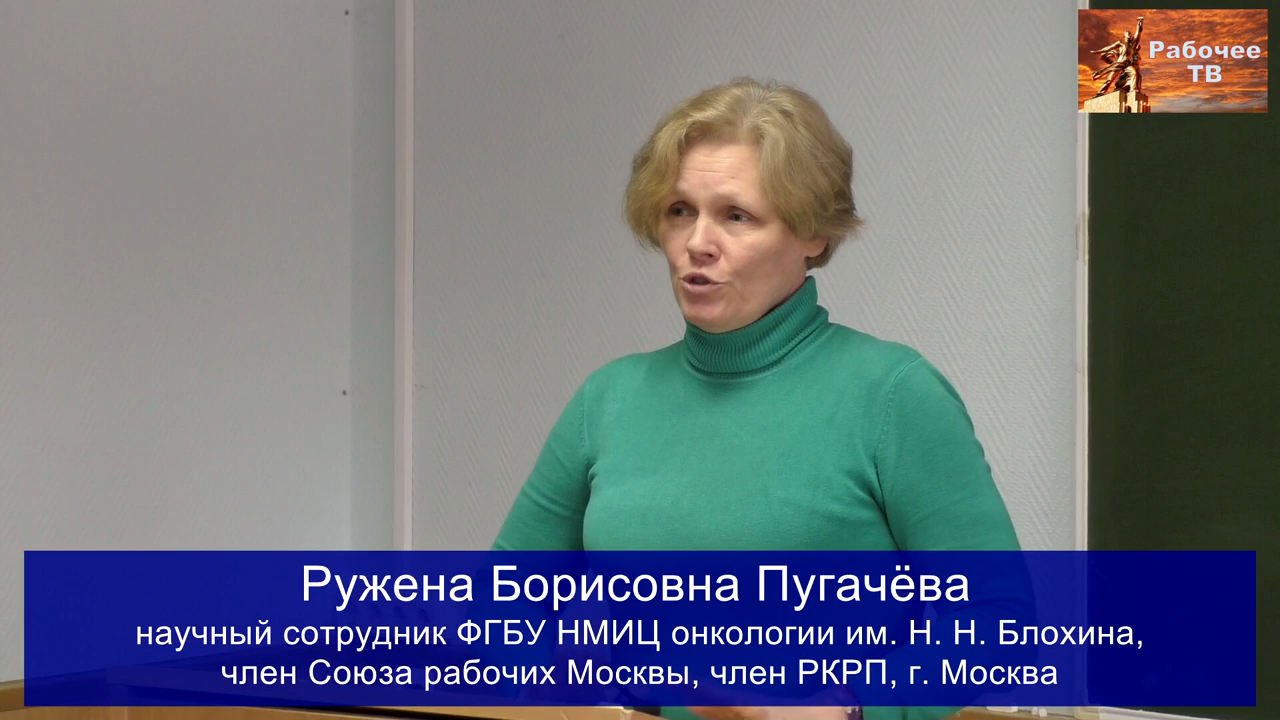 Рабочее
ТВ
Ружена Борисовна Пугачёва
научный сотрудник ФГБУ НМИЦ онкологии им. Н. Н. Блохина,
член Союза рабочих Москвы, член РКРП, г. Москва